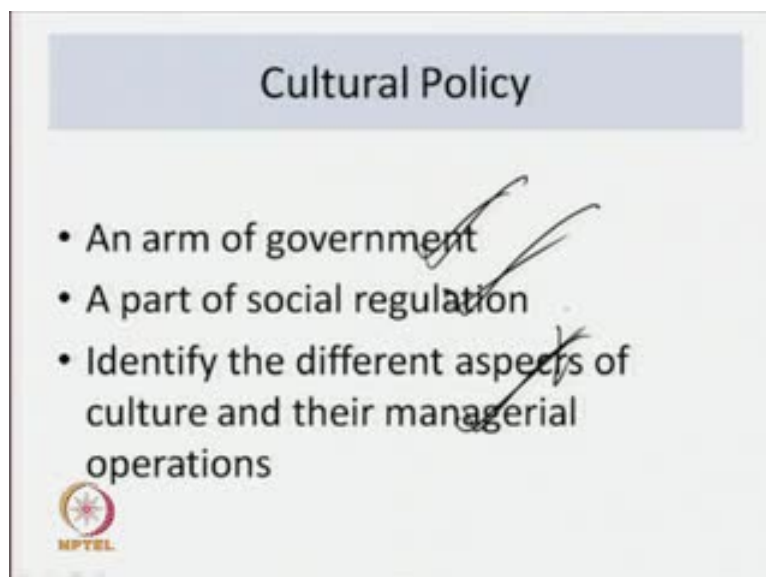 Cultural Policy
• An arm of government
• A part of social regulation
• Identify the different aspects of
culture and their managerial
operations
NPTEL